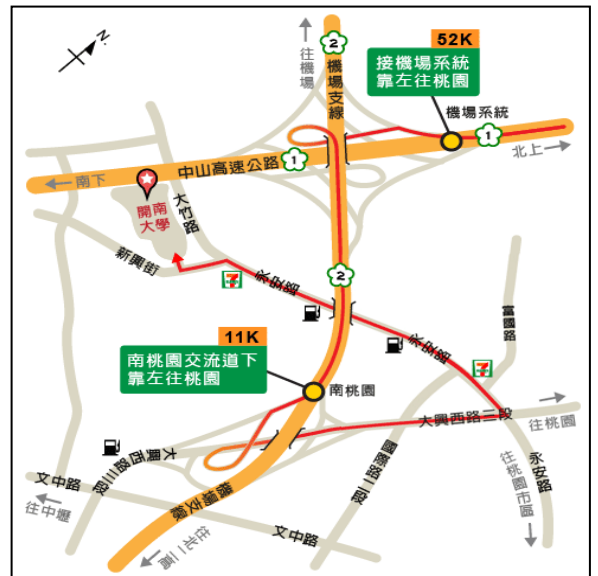 N.
52K
接機場系統
靠左往桃園
2
往機場
機場支線
機場系統
1
北上
中山高速公路
1
南下
開南
大學
大竹路
新興街
7
永安路
2
富國路
永安路
7
11K
南桃園交流道下
靠左往桃園
南桃園
大興西路二段
往桃園
大興西路三段
國際路二段
永安路
往桃園市區
文中路
往中壢
機場支線
文中路
往北二高